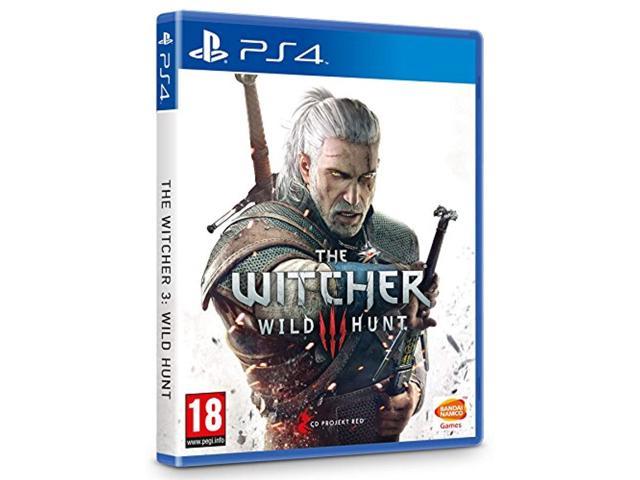 PS4
PS4
THE WITCHER 3: WILD HUNT
THE
WITCHER
WILD HUNT
18
www.pegi.info
CD PROJEKT RED
BANDAI
NAMCO
Games